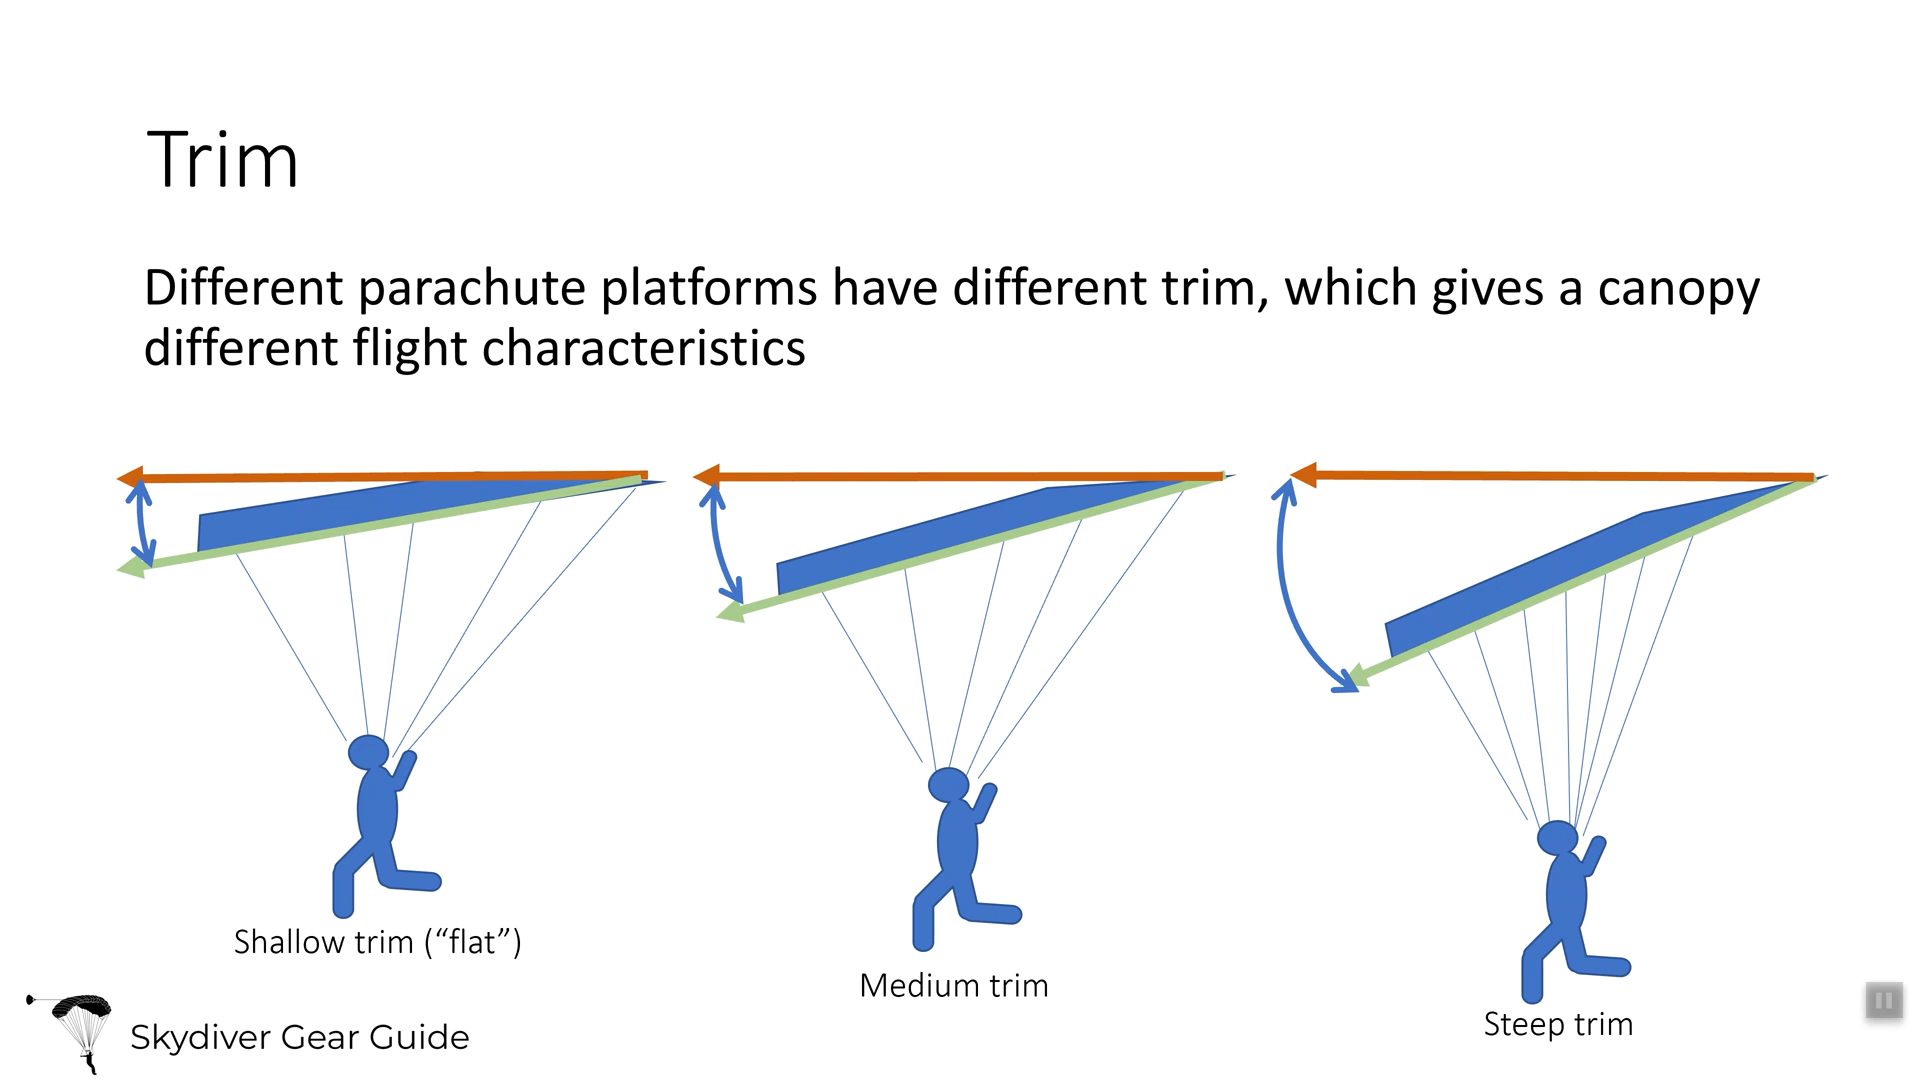 Trim
Different parachute platforms have different trim, which gives a canopy
different flight characteristics
Shallow trim (“flat”)
Medium trim
Steep trim
Skydiver Gear Guide